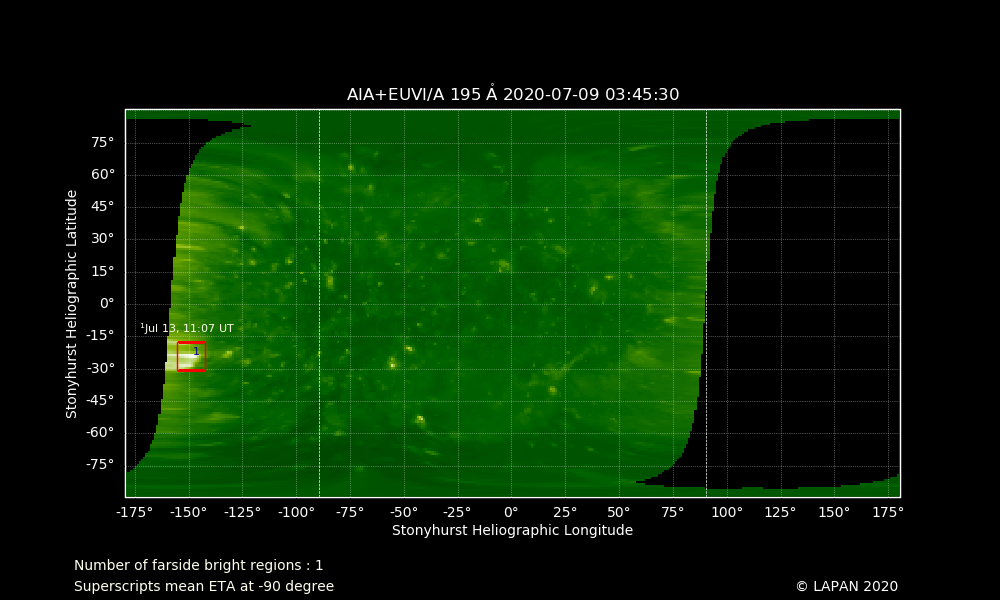 AIA+EUVI/A 195 Å 2020-07-09 03:45:30
75°
60°
45°
30°
15°
0°
-15°
-30°
-45°
-60°
-75°
Stonyhurst Heliographic Latitude
¹Jul 13, 11:07 UT
1
-175° -150° -125° -100° -75° -50° -25° 0° 25° 50° 75° 100° 125° 150° 175°
Stonyhurst Heliographic Longitude
Number of farside bright regions : 1
Superscripts mean ETA at -90 degree
© LAPAN 2020